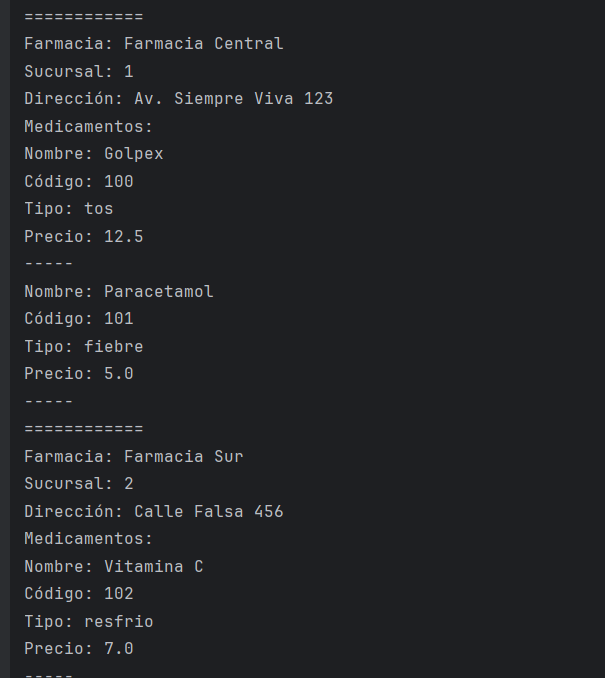 ============
Farmacia: Farmacia Central
Sucursal: 1
Dirección: Av. Siempre Viva 123
Medicamentos:
Nombre: Golpex
Código: 100
Tipo: tos
Precio: 12.5
-----
Nombre: Paracetamol
Código: 101
Tipo: fiebre
Precio: 5.0
-----
============
Farmacia: Farmacia Sur
Sucursal: 2
Dirección: Calle Falsa 456
Medicamentos:
Nombre: Vitamina C
Código: 102
Tipo: resfrio
Precio: 7.0
-----